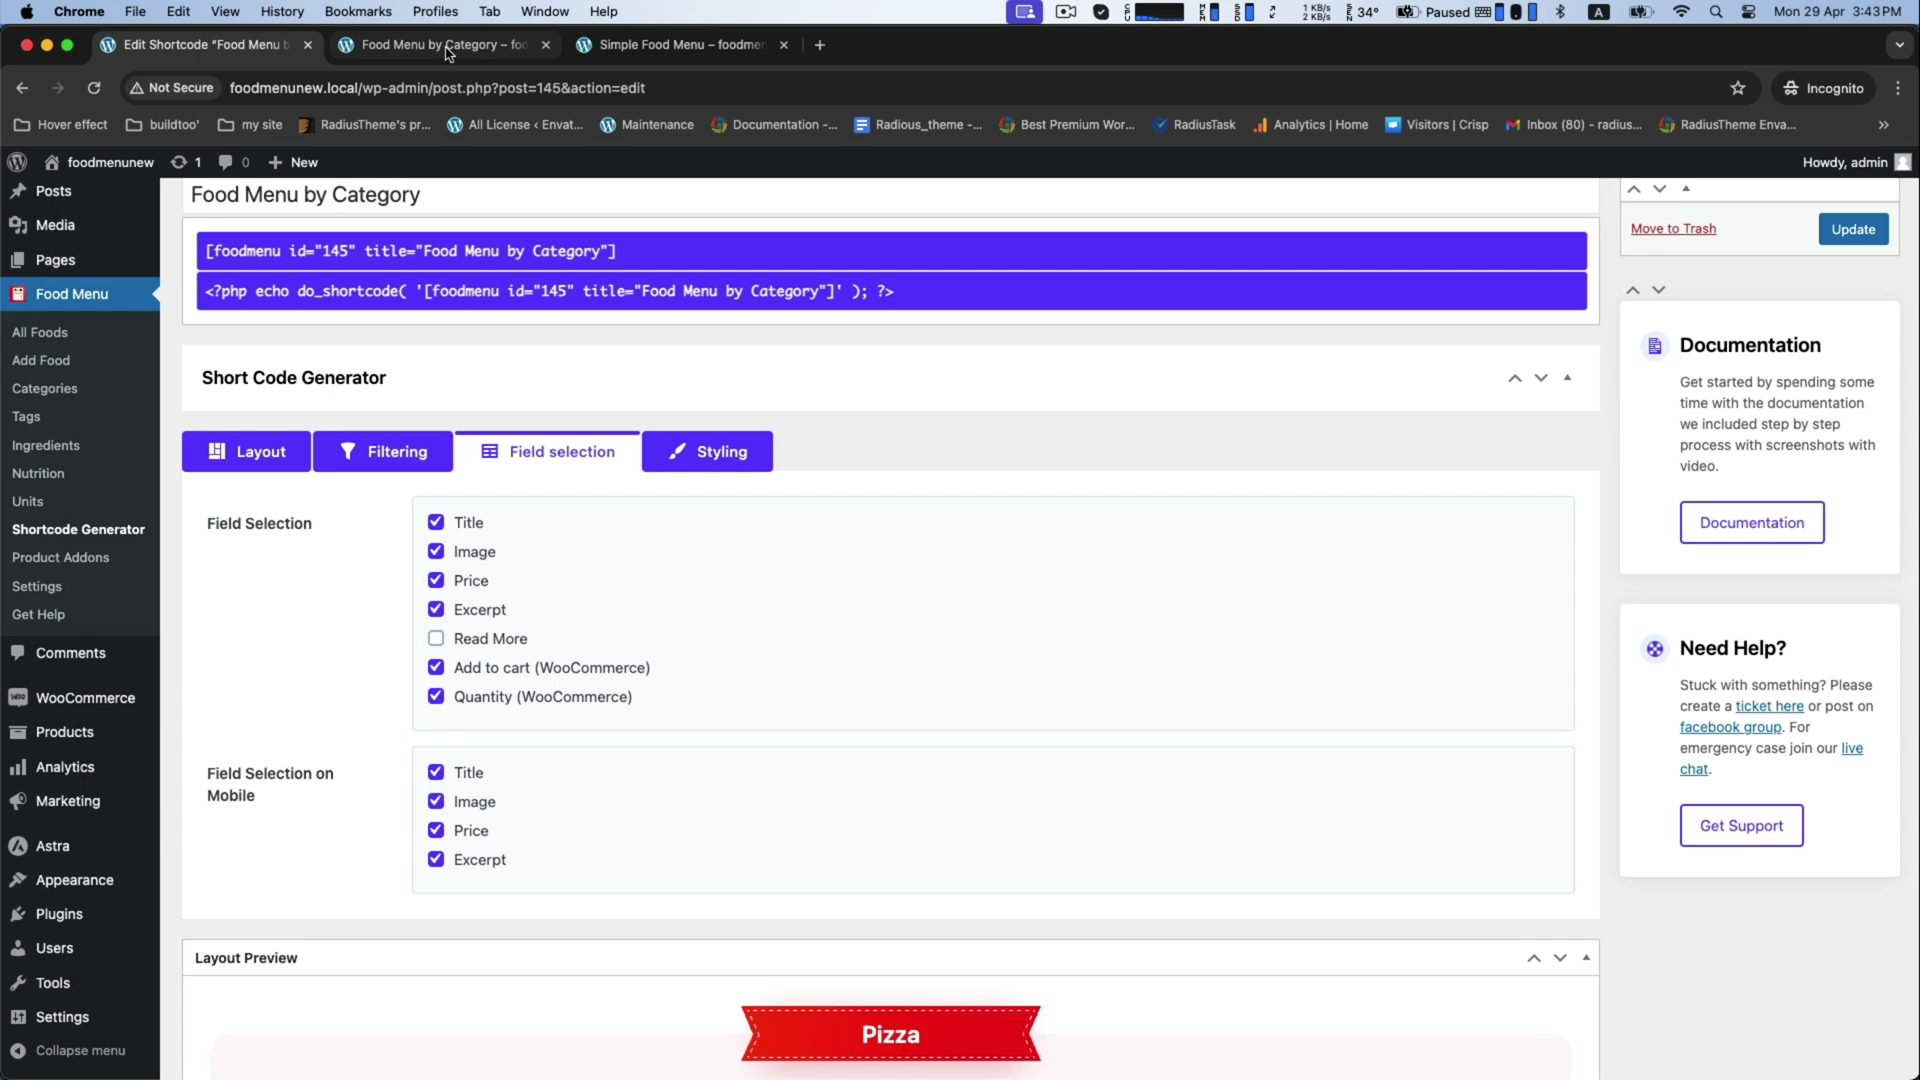 Chrome File Edit View History Bookmarks Profiles Tab Window Help
1 KB/s
2 KB/s
34°
Paused
A
Mon 29 Apr 3:43 PM
Edit Shortcode "Food Menu b
Food Menu by Category – foo
Simple Food Menu – foodmen
Not Secure
foodmenunew.local/wp-admin/post.php?post=145&action=edit
Incognito
Hover effect
buildtoo'
my site
RadiusTheme's pr...
All License ‹ Envat...
Maintenance
Documentation -...
Radious_theme -...
Best Premium Wor...
RadiusTask
Analytics | Home
Visitors | Crisp
Inbox (80) - radius...
RadiusTheme Enva...
foodmenunew
1
0
New
Howdy, admin
Posts
Media
Pages
Food Menu
All Foods
Add Food
Categories
Tags
Ingredients
Nutrition
Units
Shortcode Generator
Product Addons
Settings
Get Help
Comments
WooCommerce
Products
Analytics
Marketing
Astra
Appearance
Plugins
Users
Tools
Settings
Collapse menu
Food Menu by Category
[foodmenu id="145" title="Food Menu by Category"]
<?php echo do_shortcode( '[foodmenu id="145" title="Food Menu by Category"]' ); ?>
Short Code Generator
Layout
Filtering
Field selection
Styling
Field Selection
Title
Image
Price
Excerpt
Read More
Add to cart (WooCommerce)
Quantity (WooCommerce)
Field Selection on
Mobile
Title
Image
Price
Excerpt
Layout Preview
Pizza
Move to Trash
Update
Documentation
Get started by spending some
time with the documentation
we included step by step
process with screenshots with
video.
Documentation
Need Help?
Stuck with something? Please
create a ticket here or post on
facebook group. For
emergency case join our live
chat.
Get Support